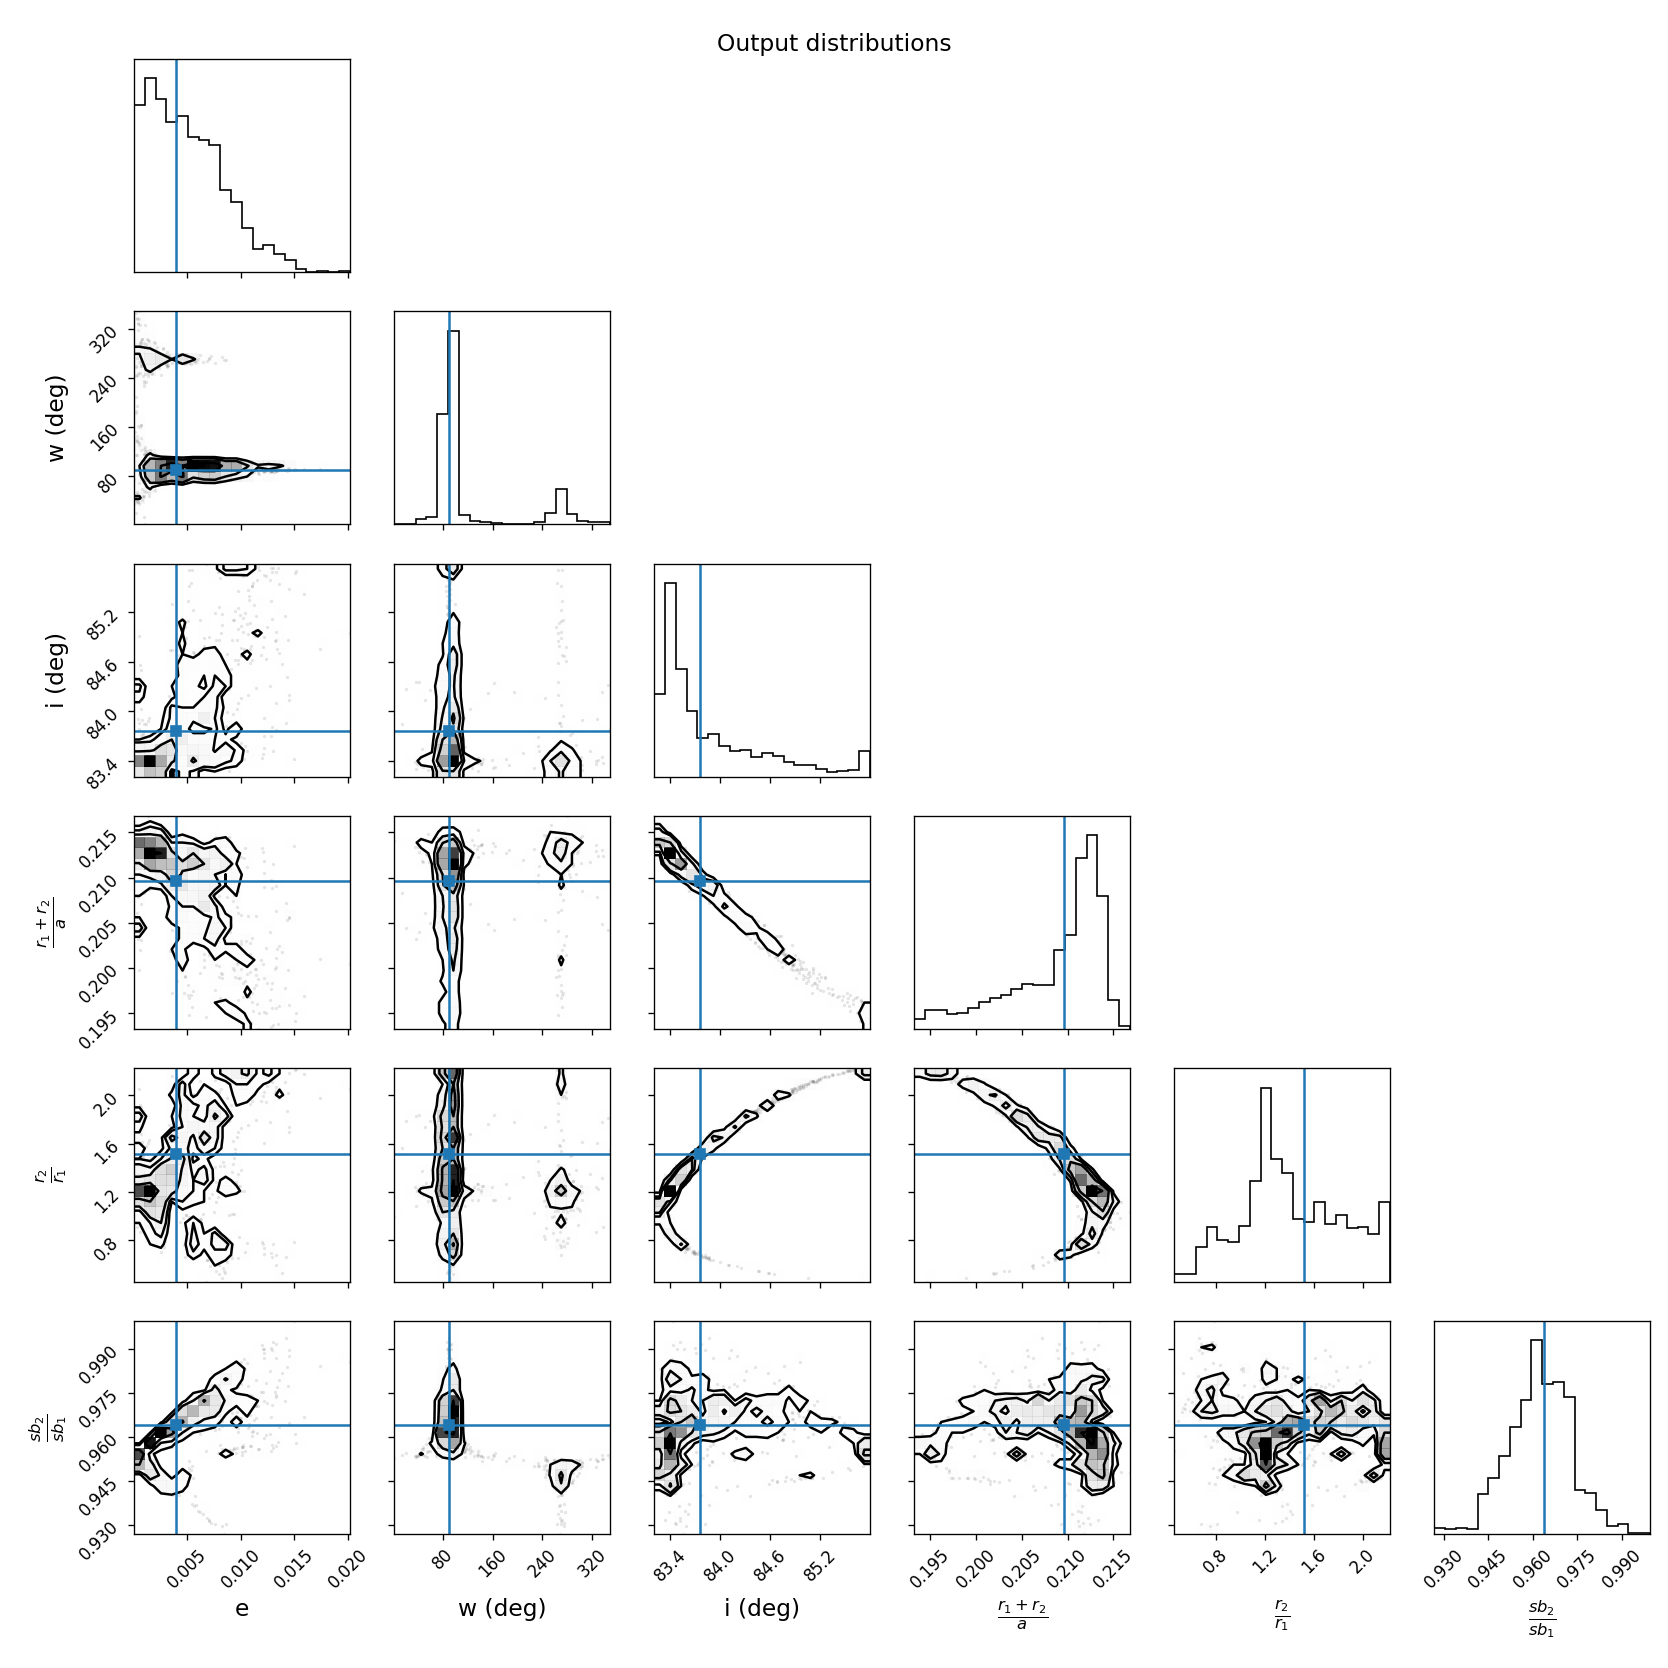 Output distributions
w (deg)
320
240
160
80
i (deg)
85.2
84.6
84.0
83.4
r₁ + r₂
a
0.215
0.210
0.205
0.200
0.195
r₂
r₁
2.0
1.6
1.2
0.8
sb₂
sb₁
0.990
0.975
0.960
0.945
0.930
0.005 0.010 0.015 0.020
80 160 240 320
83.4 84.0 84.6 85.2
0.195 0.200 0.205 0.210 0.215
0.8 1.2 1.6 2.0
0.930 0.945 0.960 0.975 0.990
e
w (deg)
i (deg)
r₁ + r₂
a
r₂
r₁
sb₂
sb₁